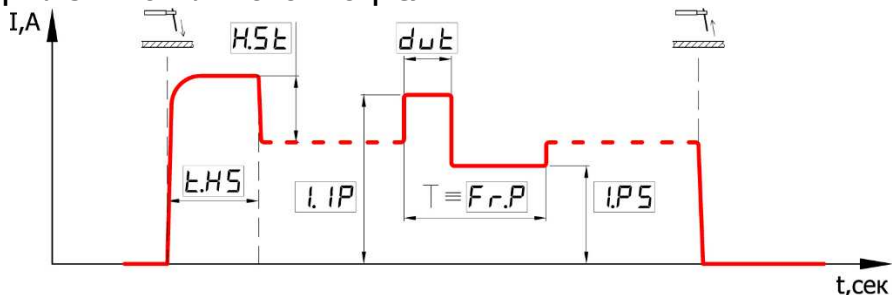 I,A
H.St
dut
t.HS
I.IP
T ≡ Fr.P
I.PS
t,сек